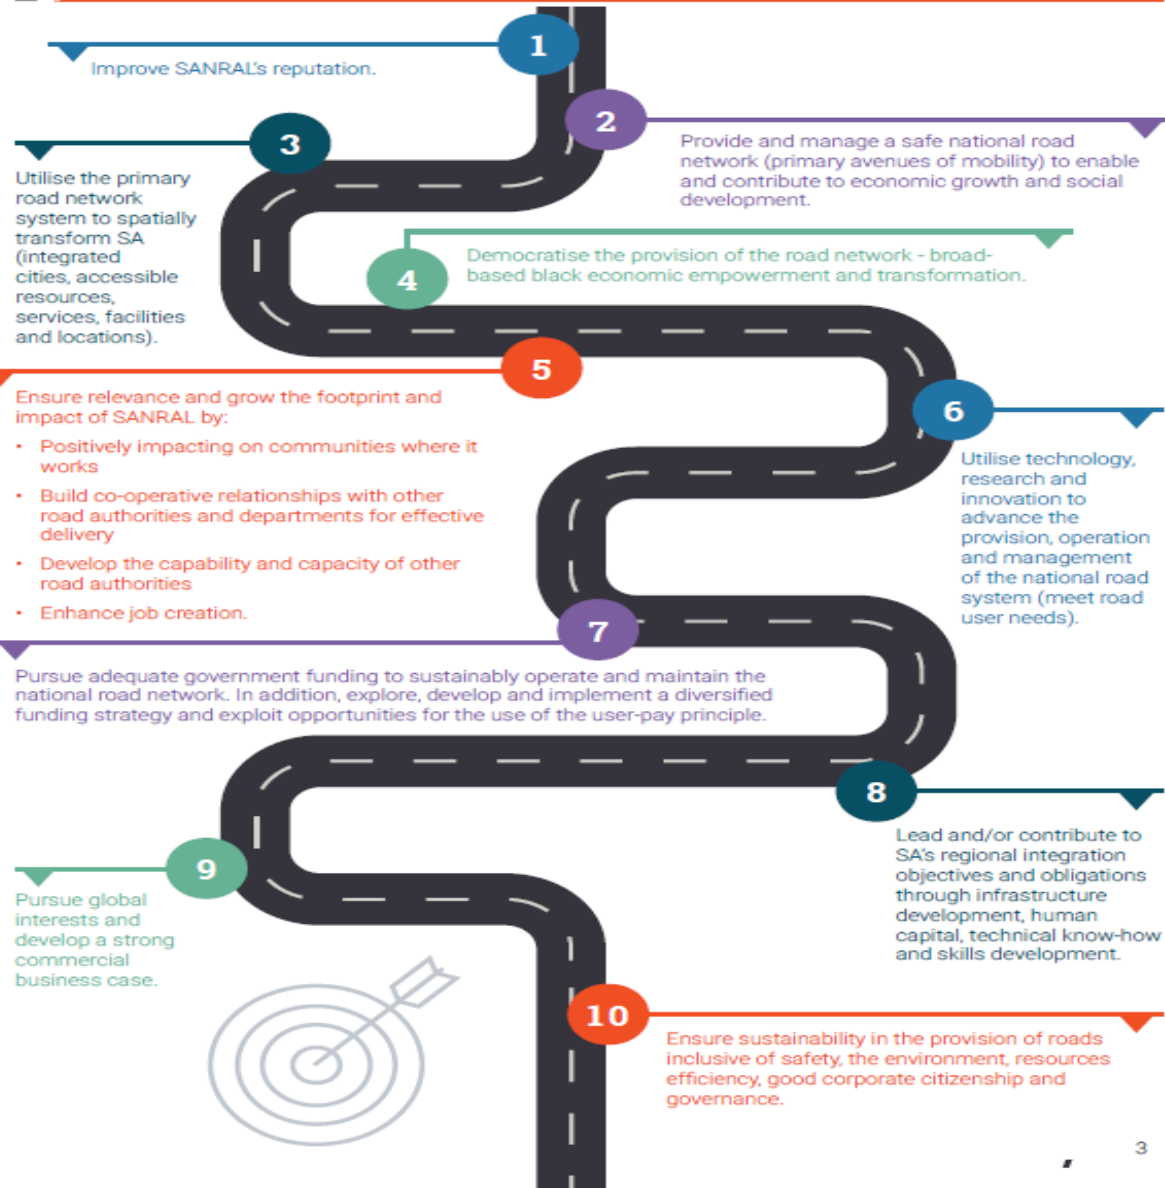 1
Improve SANRAL's reputation.
2
Provide and manage a safe national road
network (primary avenues of mobility) to enable
and contribute to economic growth and social
development.
3
Utilise the primary
road network
system to spatially
transform SA
(integrated
cities, accessible
resources,
services, facilities
and locations).
4
Democratise the provision of the road network - broad-
based black economic empowerment and transformation.
5
Ensure relevance and grow the footprint and
impact of SANRAL by:
• Positively impacting on communities where it
works
• Build co-operative relationships with other
road authorities and departments for effective
delivery
• Develop the capability and capacity of other
road authorities
• Enhance job creation.
6
Utilise technology,
research and
innovation to
advance the
provision, operation
and management
of the national road
system (meet road
user needs).
7
Pursue adequate government funding to sustainably operate and maintain the
national road network. In addition, explore, develop and implement a diversified
funding strategy and exploit opportunities for the use of the user-pay principle.
8
Lead and/or contribute to
SA's regional integration
objectives and obligations
through infrastructure
development, human
capital, technical know-how
and skills development.
9
Pursue global
interests and
develop a strong
commercial
business case.
10
Ensure sustainability in the provision of roads
inclusive of safety, the environment, resources
efficiency, good corporate citizenship and
governance.
3